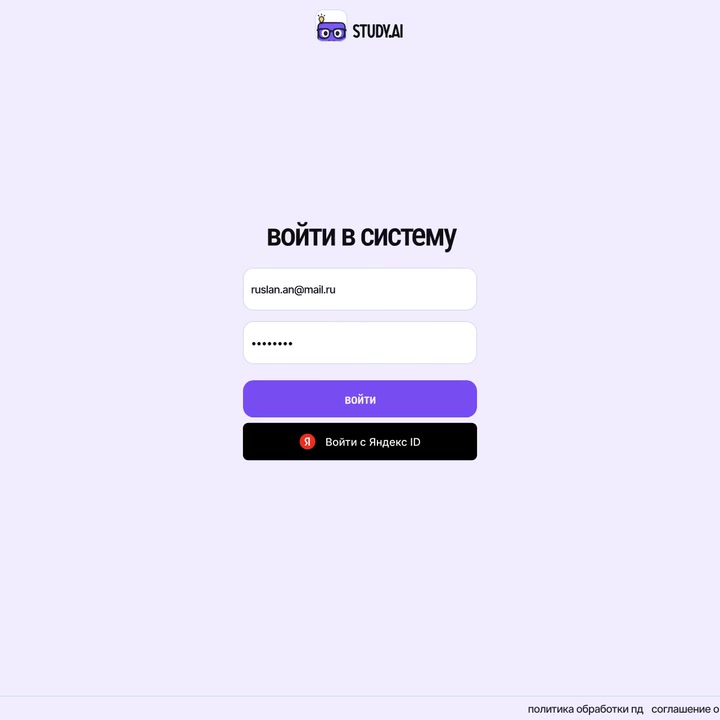 STUDY.AI
войти в систему
ruslan.an@mail.ru
••••••••
войти
Я Войти с Яндекс ID
политика обработки пд соглашение о